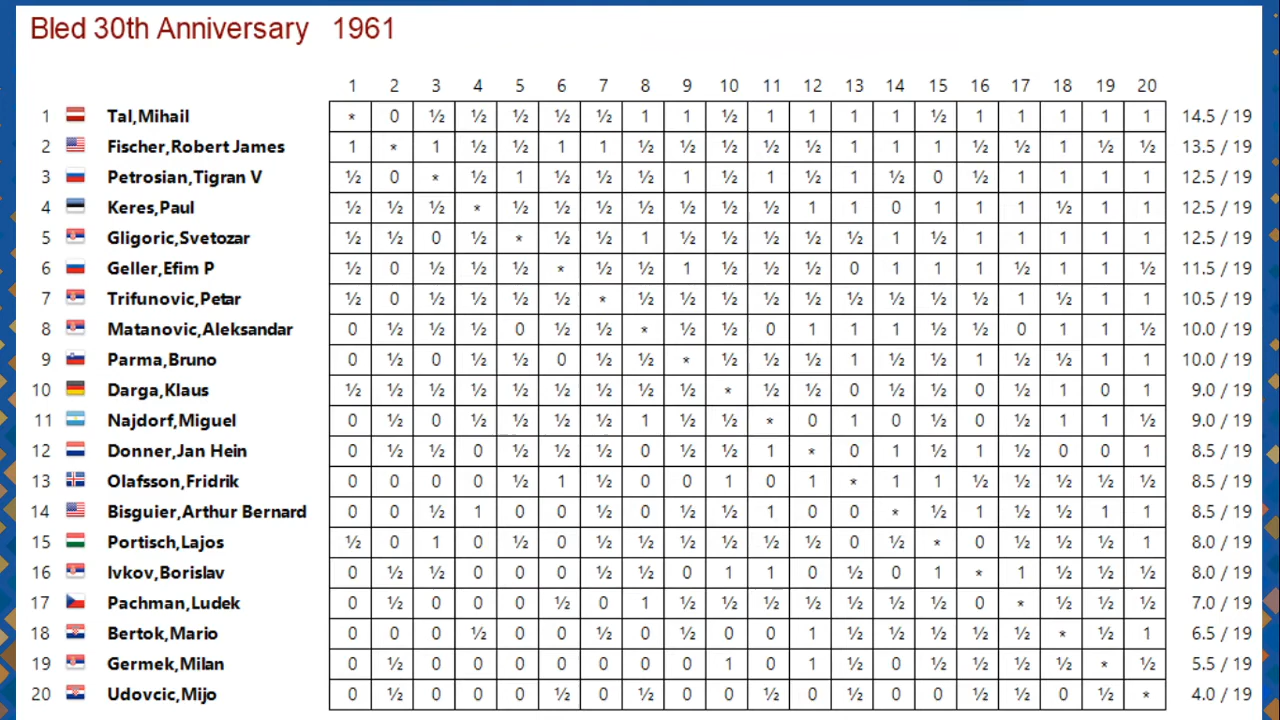 Bled 30th Anniversary 1961
1 2 3 4 5 6 7 8 9 10 11 12 13 14 15 16 17 18 19 20
1 Tal,Mihail * 0 ½ ½ ½ ½ ½ 1 1 ½ 1 1 1 1 ½ 1 1 1 1 1 14.5 / 19
2 Fischer,Robert James 1 * 1 ½ ½ 1 1 ½ ½ ½ ½ ½ 1 1 1 ½ ½ 1 ½ ½ 13.5 / 19
3 Petrosian,Tigran V ½ 0 * ½ 1 ½ ½ ½ 1 ½ 1 ½ 1 ½ 0 ½ 1 1 1 1 12.5 / 19
4 Keres,Paul ½ ½ ½ * ½ ½ ½ ½ ½ ½ ½ 1 1 0 1 1 1 ½ 1 1 12.5 / 19
5 Gligoric,Svetozar ½ ½ 0 ½ * ½ ½ 1 ½ ½ ½ ½ ½ 1 ½ 1 1 1 1 1 12.5 / 19
6 Geller,Efim P ½ 0 ½ ½ ½ * ½ ½ 1 ½ ½ ½ 0 1 1 1 ½ 1 1 ½ 11.5 / 19
7 Trifunovic,Petar ½ 0 ½ ½ ½ ½ * ½ ½ ½ ½ ½ ½ ½ ½ ½ 1 ½ 1 1 10.5 / 19
8 Matanovic,Aleksandar 0 ½ ½ ½ 0 ½ ½ * ½ ½ 0 1 1 1 ½ ½ 0 1 1 ½ 10.0 / 19
9 Parma,Bruno 0 ½ 0 ½ ½ 0 ½ ½ * ½ ½ ½ 1 ½ ½ 1 ½ ½ 1 1 10.0 / 19
10 Darga,Klaus ½ ½ ½ ½ ½ ½ ½ ½ ½ * ½ ½ 0 ½ ½ 0 ½ 1 0 1 9.0 / 19
11 Najdorf,Miguel 0 ½ 0 ½ ½ ½ ½ 1 ½ ½ * 0 1 0 ½ 0 ½ 1 1 ½ 9.0 / 19
12 Donner,Jan Hein 0 ½ ½ 0 ½ ½ ½ 0 ½ ½ 1 * 0 1 ½ 1 ½ 0 0 1 8.5 / 19
13 Olafsson,Fridrik 0 0 0 0 ½ 1 ½ 0 0 1 0 1 * 1 1 ½ ½ ½ ½ ½ 8.5 / 19
14 Bisguier,Arthur Bernard 0 0 ½ 1 0 0 ½ 0 ½ ½ 1 0 0 * ½ 1 ½ ½ 1 1 8.5 / 19
15 Portisch,Lajos ½ 0 1 0 ½ 0 ½ ½ ½ ½ ½ ½ 0 ½ * 0 ½ ½ ½ 1 8.0 / 19
16 Ivkov,Borislav 0 ½ ½ 0 0 0 ½ ½ 0 1 1 0 ½ 0 1 * 1 ½ ½ ½ 8.0 / 19
17 Pachman,Ludek 0 ½ 0 0 0 ½ 0 1 ½ ½ ½ ½ ½ ½ ½ 0 * ½ ½ ½ 7.0 / 19
18 Bertok,Mario 0 0 0 ½ 0 0 ½ 0 ½ 0 0 1 ½ ½ ½ ½ ½ * ½ 1 6.5 / 19
19 Germek,Milan 0 ½ 0 0 0 0 0 0 0 1 0 1 ½ 0 ½ ½ ½ ½ * ½ 5.5 / 19
20 Udovcic,Mijo 0 ½ 0 0 0 ½ 0 ½ 0 0 ½ 0 ½ 0 0 ½ ½ 0 ½ * 4.0 / 19